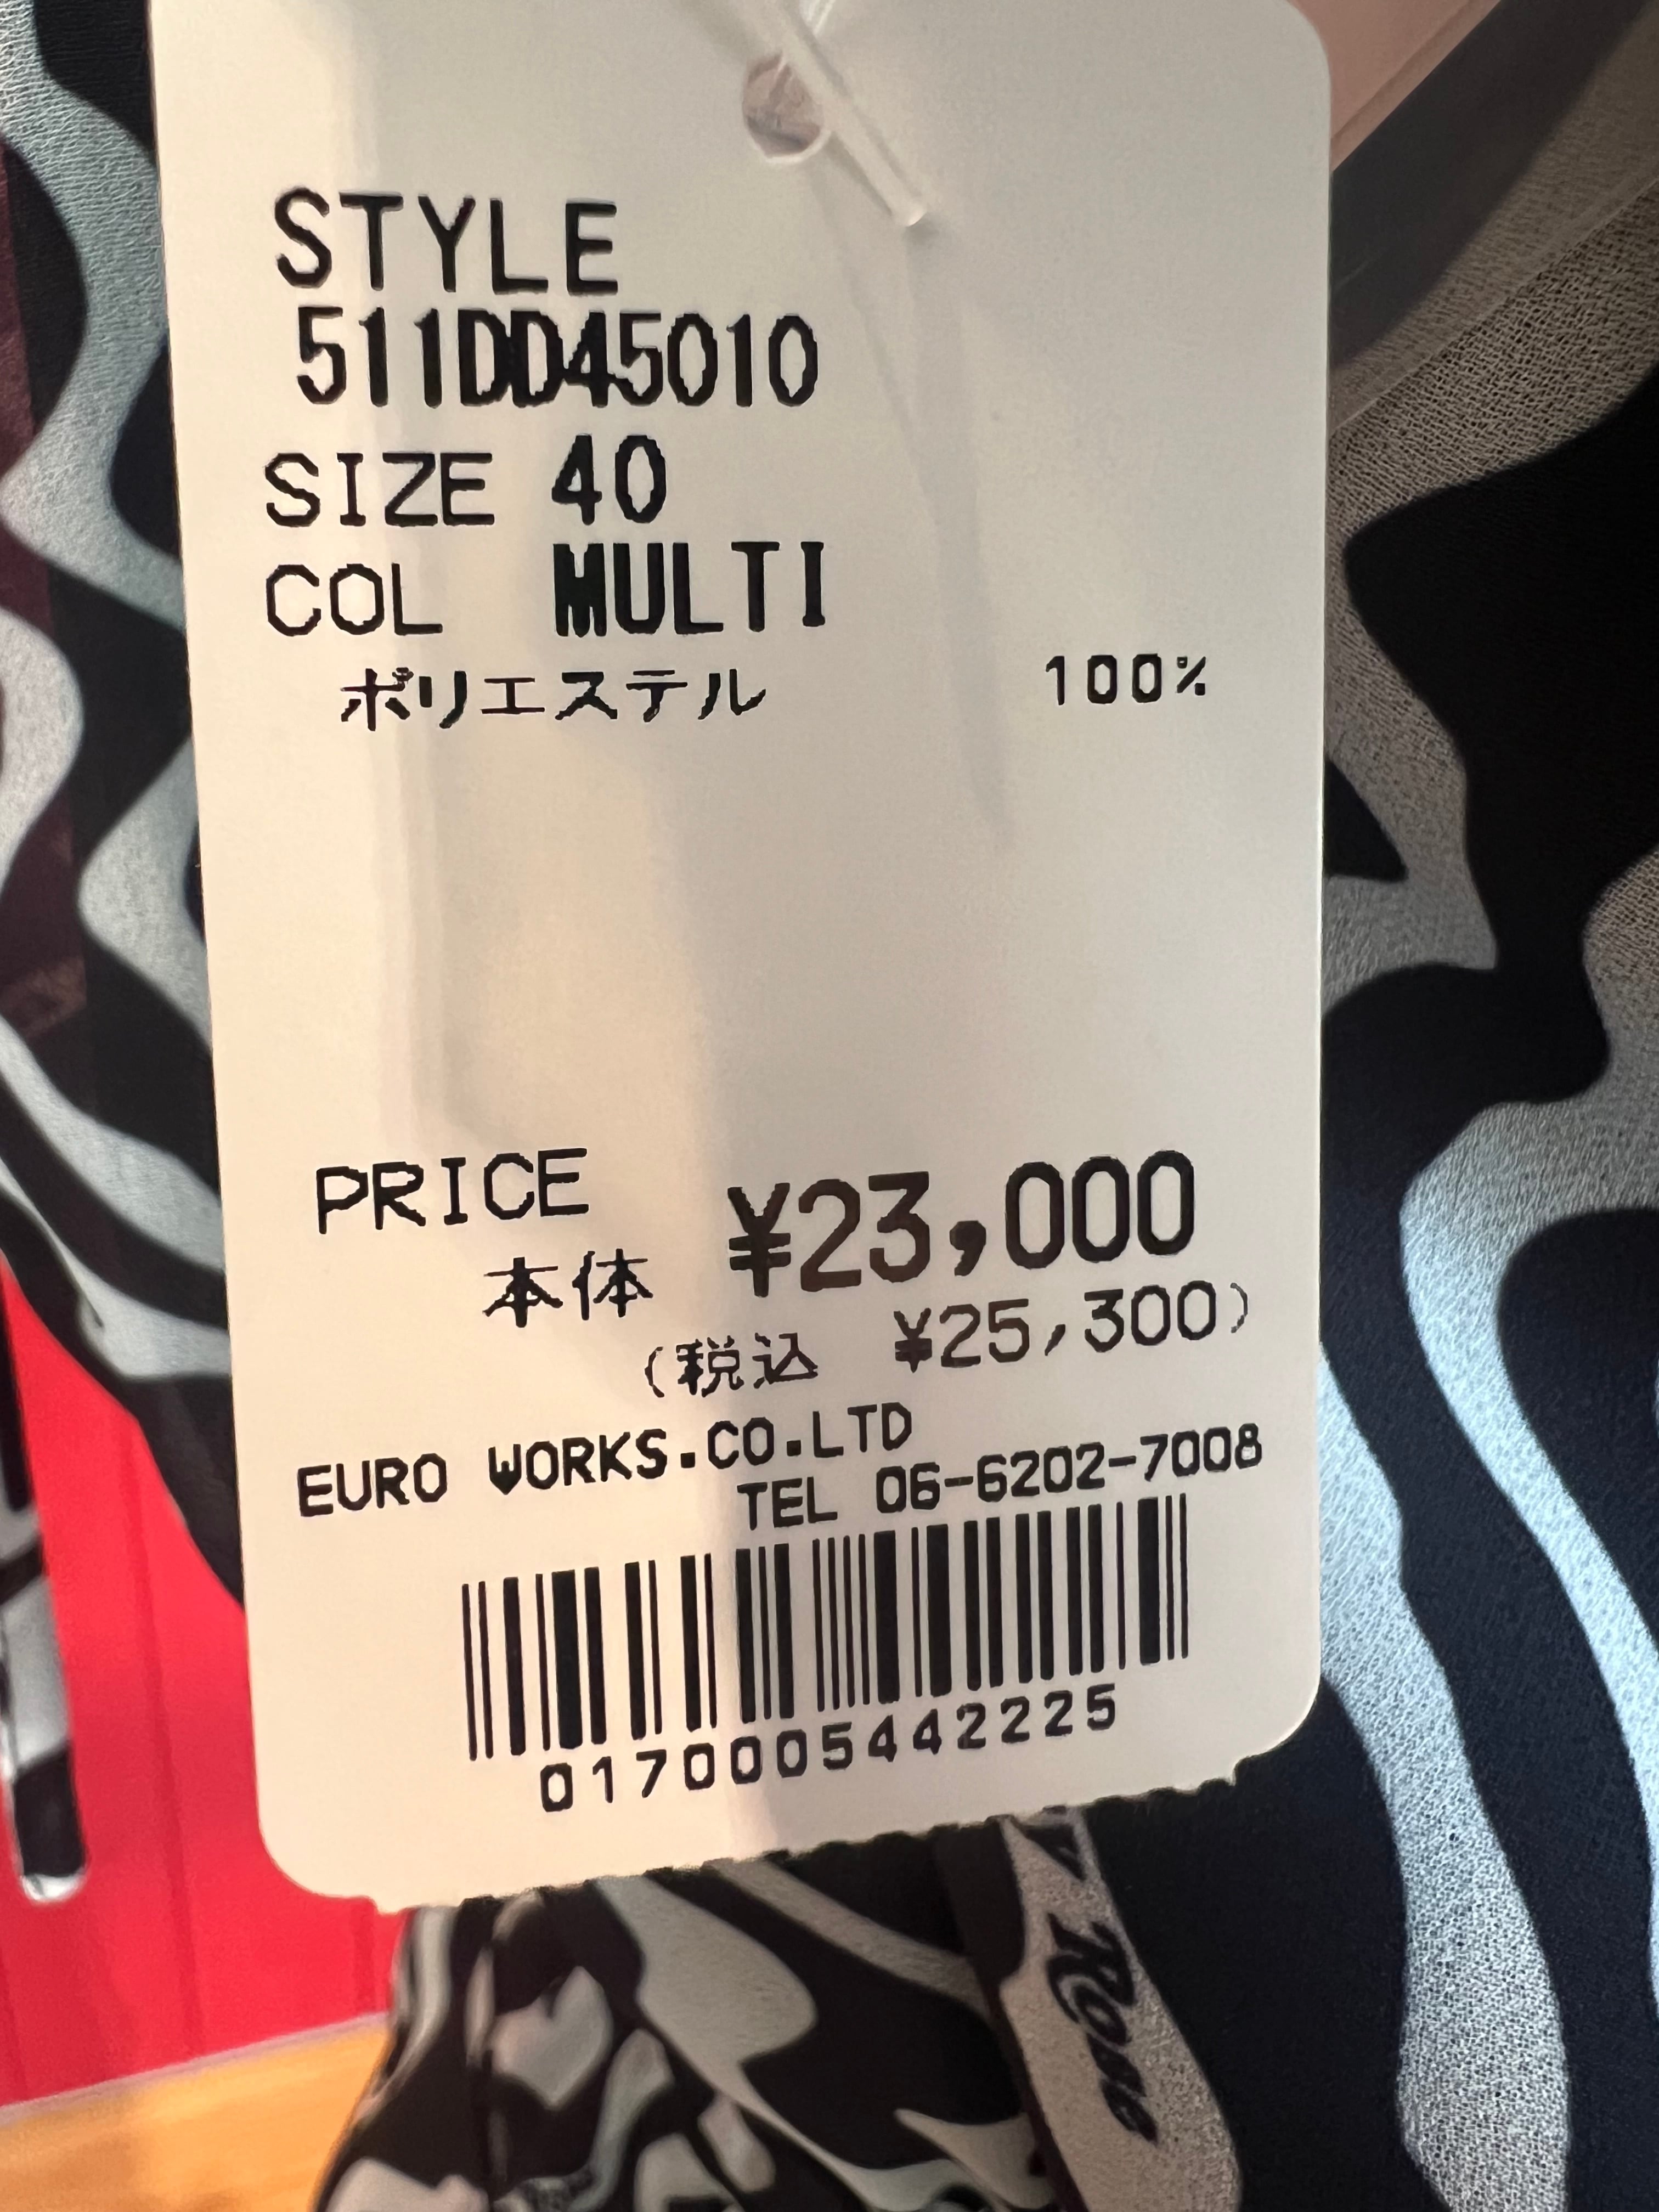 STYLE
511DD45010
SIZE 40
COL MULTI
ポリエステル 100%
PRICE
本体 ¥23,000
(税込 ¥25,300)
EURO WORKS.CO.LTD
TEL 06-6202-7008
0170005442225
Rose